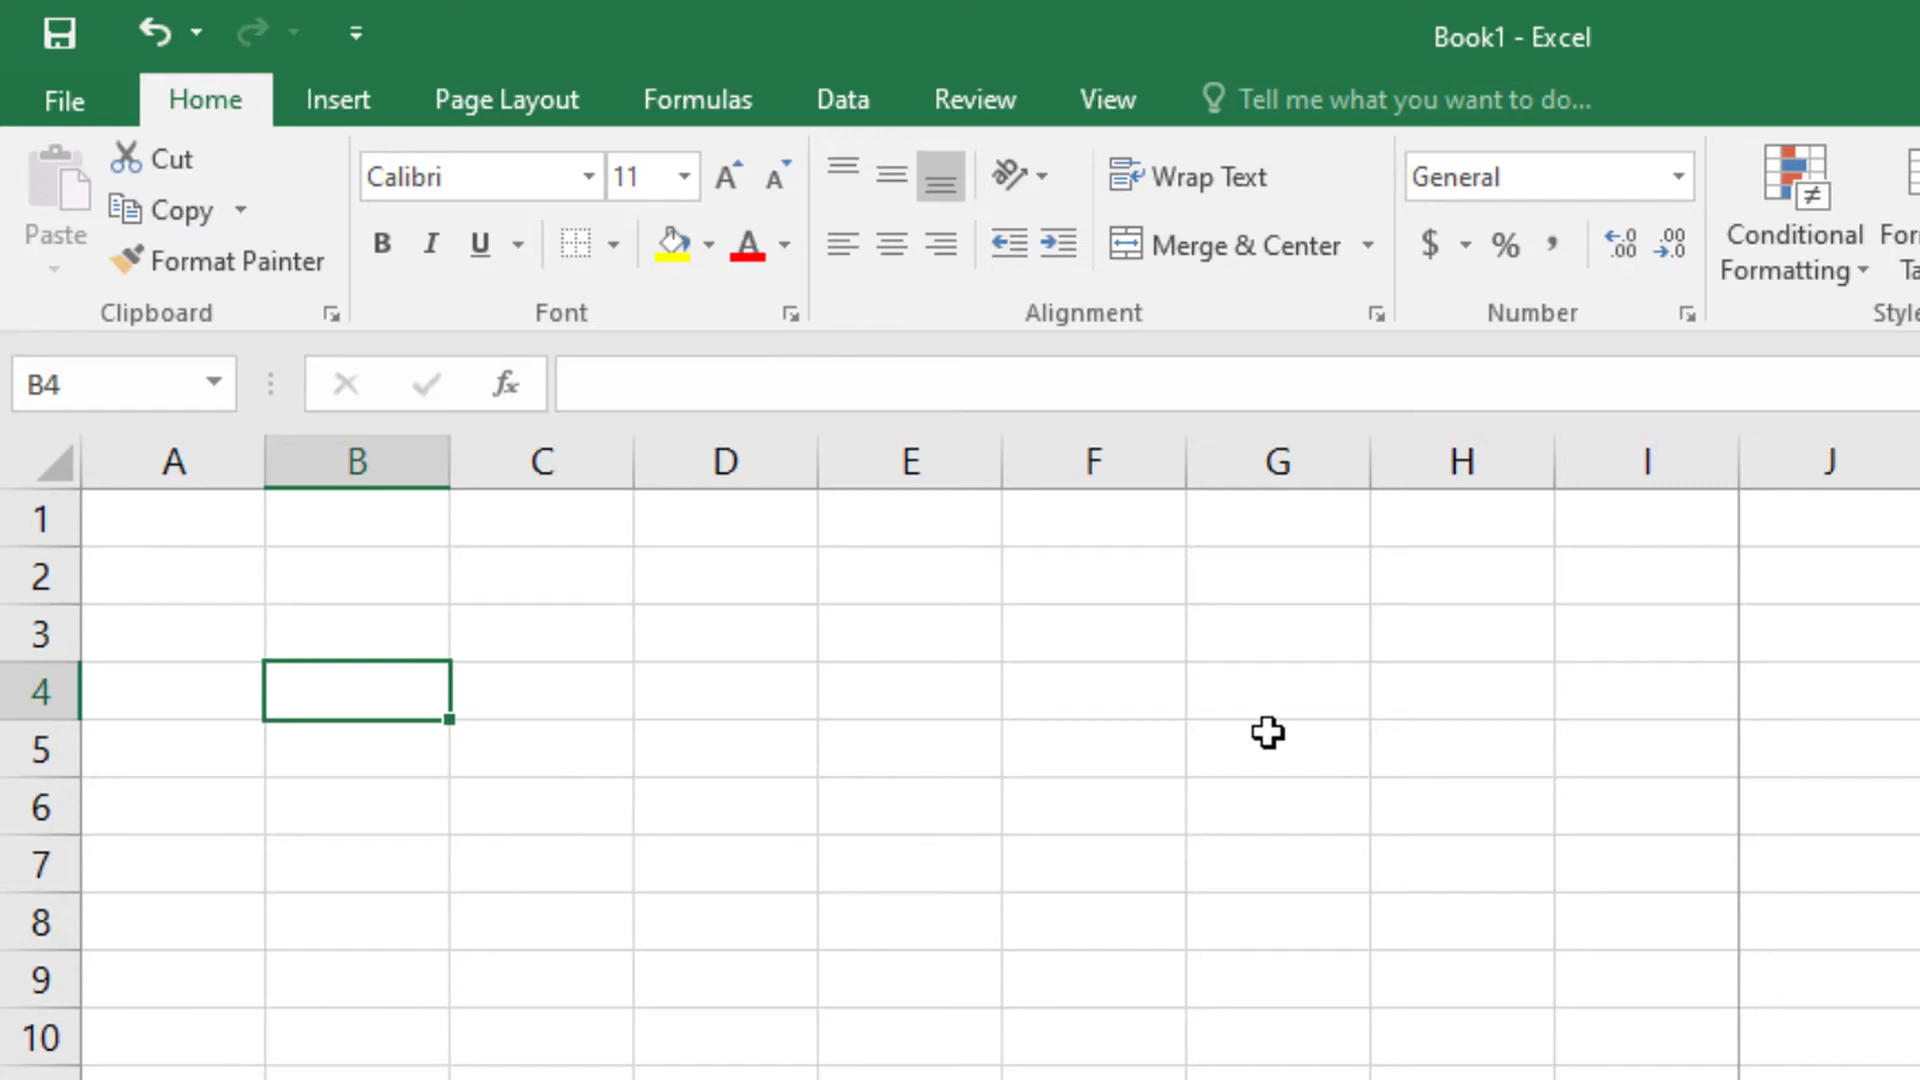 Book1 - Excel
File Home Insert Page Layout Formulas Data Review View Tell me what you want to do...
Paste
Cut
Copy
Format Painter
Clipboard
Calibri 11
B I U A
Font
Wrap Text
Merge & Center
Alignment
General
$ % ,
Number
Conditional
Formatting
B4
fx
A B C D E F G H I J
1
2
3
4
5
6
7
8
9
10